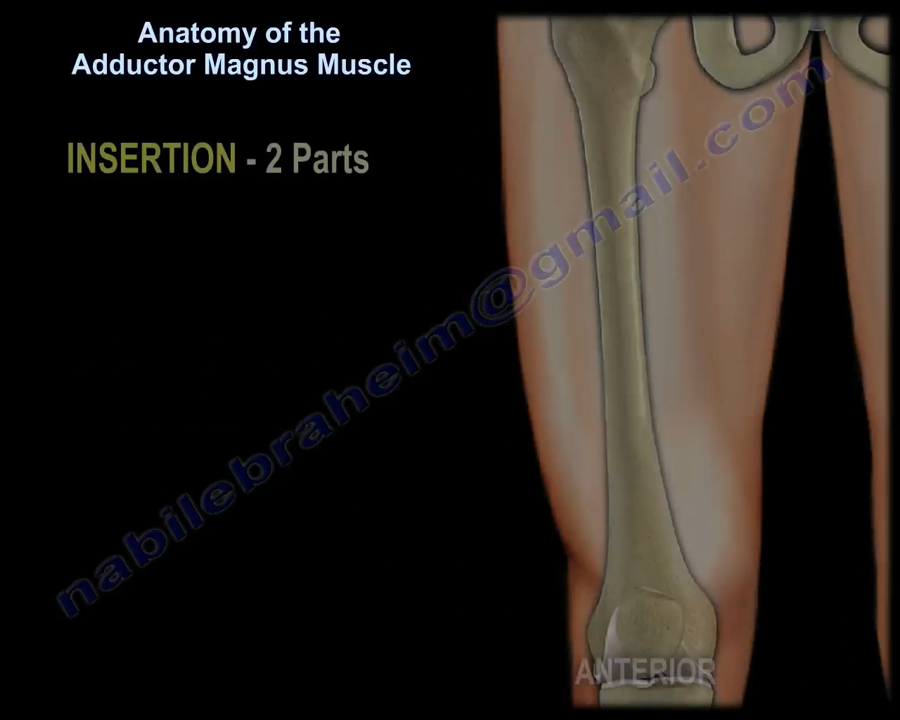 Anatomy of the
Adductor Magnus Muscle
INSERTION - 2 Parts
nabilebraheim@gmail.com
ANTERIOR